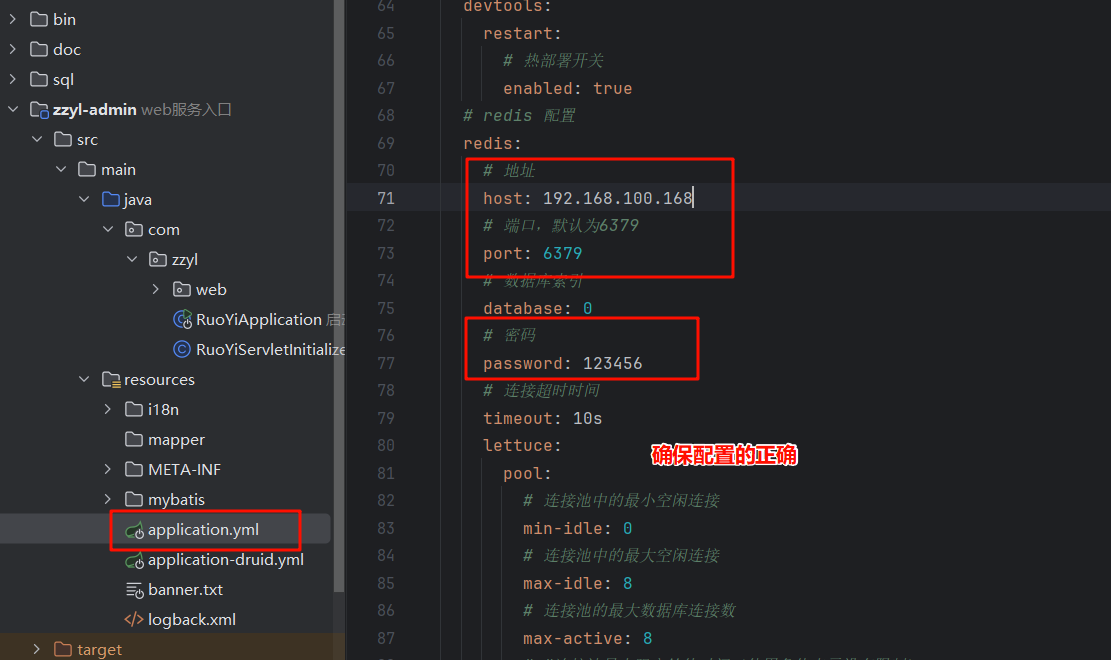 bin
doc
sql
zzyl-admin web服务入口
src
main
java
com
zzyl
web
RuoYiApplication
RuoYiServletInitialize
resources
i18n
mapper
META-INF
mybatis
application.yml
application-druid.yml
banner.txt
logback.xml
target
64 devtools:
65 restart:
66 # 热部署开关
67 enabled: true
68 # redis 配置
69 redis:
70 # 地址
71 host: 192.168.100.168
72 # 端口，默认为6379
73 port: 6379
74 # 数据库索引
75 database: 0
76 # 密码
77 password: 123456
78 # 连接超时时间
79 timeout: 10s
80 lettuce:
81 pool:
82 # 连接池中的最小空闲连接
83 min-idle: 0
84 # 连接池中的最大空闲连接
85 max-idle: 8
86 # 连接池的最大数据库连接数
87 max-active: 8
确保配置的正确